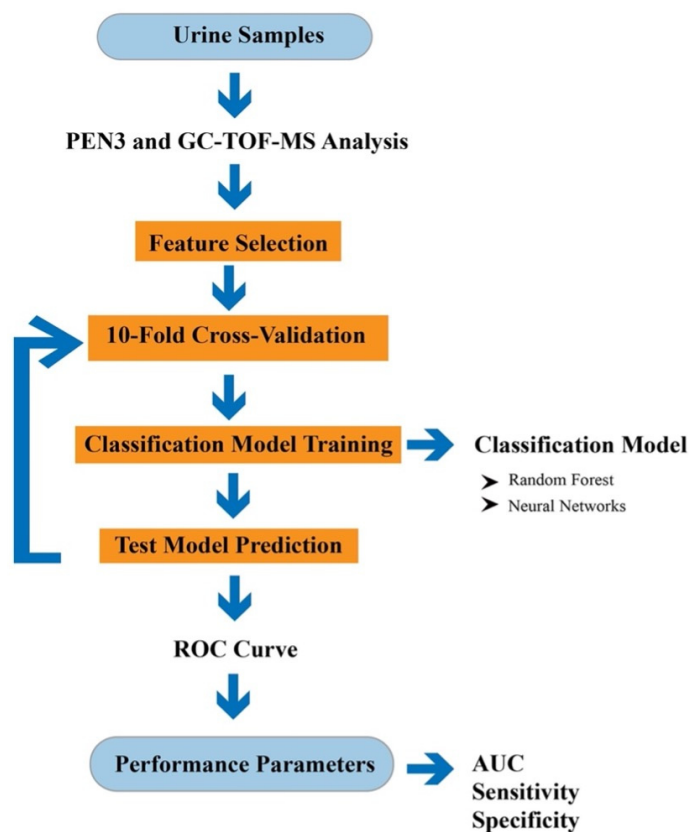 Urine Samples
PEN3 and GC-TOF-MS Analysis
Feature Selection
10-Fold Cross-Validation
Classification Model Training
Classification Model
Random Forest
Neural Networks
Test Model Prediction
ROC Curve
Performance Parameters
AUC
Sensitivity
Specificity